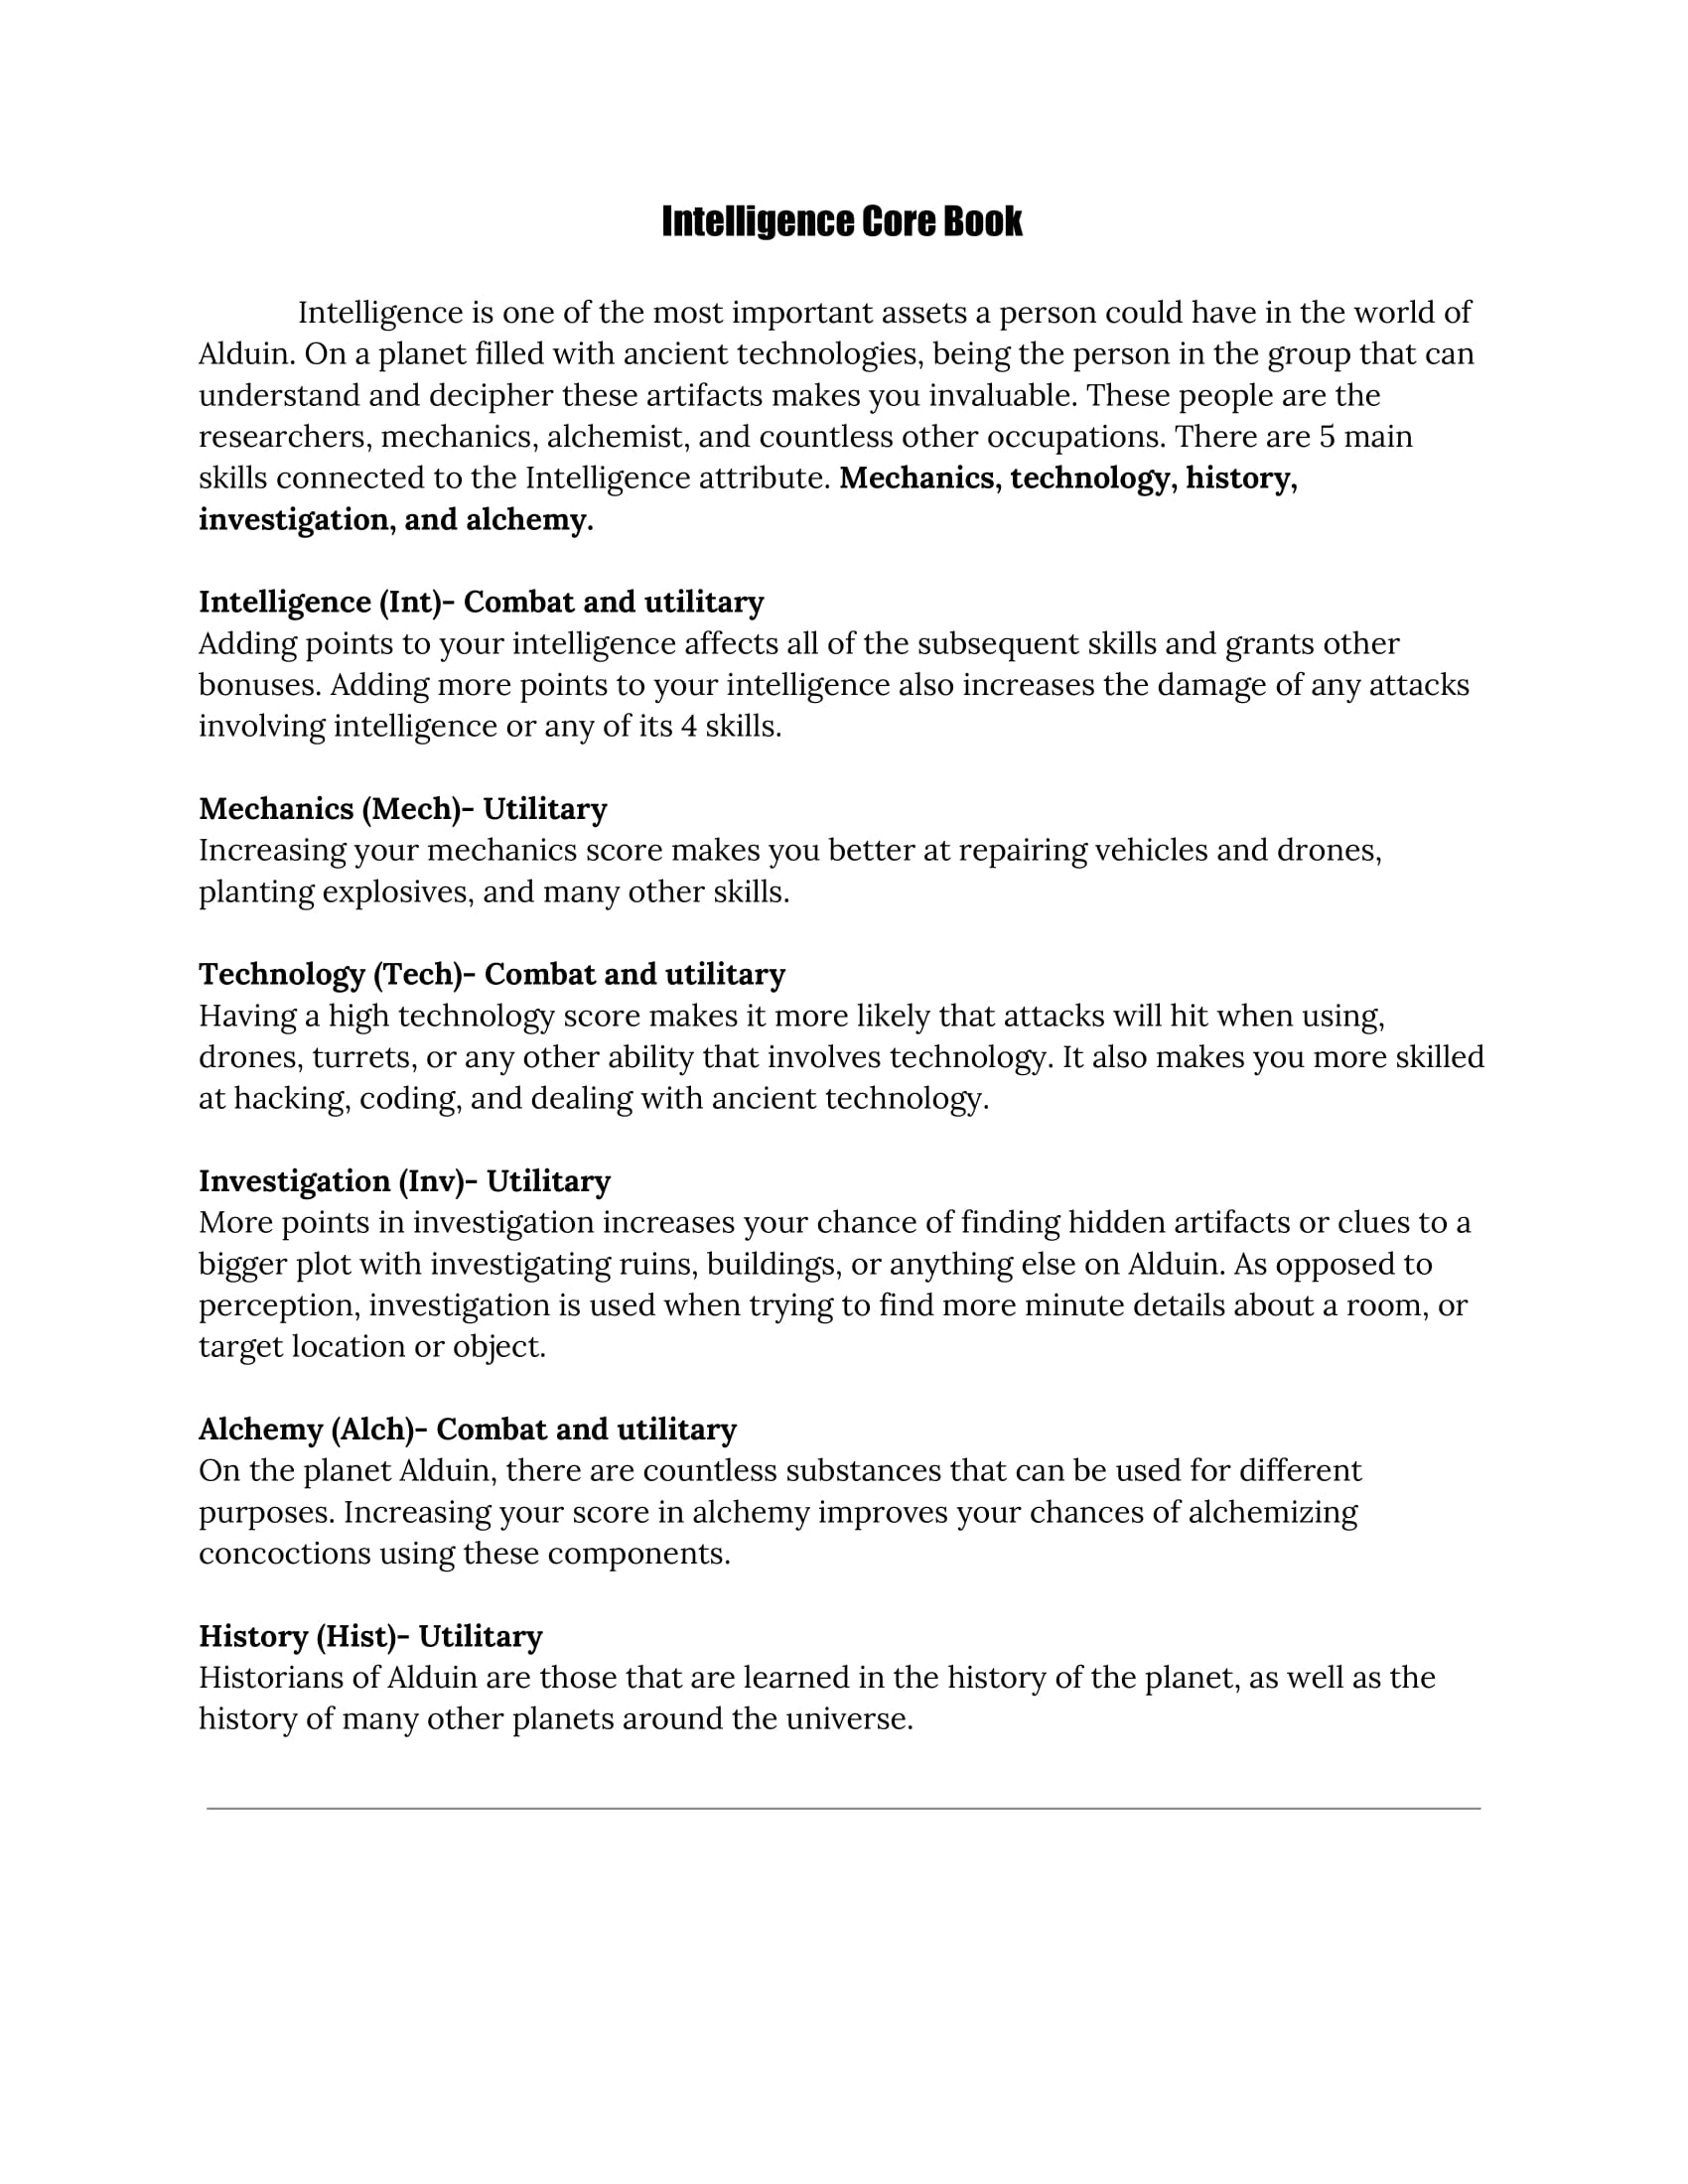 Intelligence Core Book
Intelligence is one of the most important assets a person could have in the world of
Alduin. On a planet filled with ancient technologies, being the person in the group that can
understand and decipher these artifacts makes you invaluable. These people are the
researchers, mechanics, alchemist, and countless other occupations. There are 5 main
skills connected to the Intelligence attribute. Mechanics, technology, history,
investigation, and alchemy.
Intelligence (Int)- Combat and utilitary
Adding points to your intelligence affects all of the subsequent skills and grants other
bonuses. Adding more points to your intelligence also increases the damage of any attacks
involving intelligence or any of its 4 skills.
Mechanics (Mech)- Utilitary
Increasing your mechanics score makes you better at repairing vehicles and drones,
planting explosives, and many other skills.
Technology (Tech)- Combat and utilitary
Having a high technology score makes it more likely that attacks will hit when using,
drones, turrets, or any other ability that involves technology. It also makes you more skilled
at hacking, coding, and dealing with ancient technology.
Investigation (Inv)- Utilitary
More points in investigation increases your chance of finding hidden artifacts or clues to a
bigger plot with investigating ruins, buildings, or anything else on Alduin. As opposed to
perception, investigation is used when trying to find more minute details about a room, or
target location or object.
Alchemy (Alch)- Combat and utilitary
On the planet Alduin, there are countless substances that can be used for different
purposes. Increasing your score in alchemy improves your chances of alchemizing
concoctions using these components.
History (Hist)- Utilitary
Historians of Alduin are those that are learned in the history of the planet, as well as the
history of many other planets around the universe.